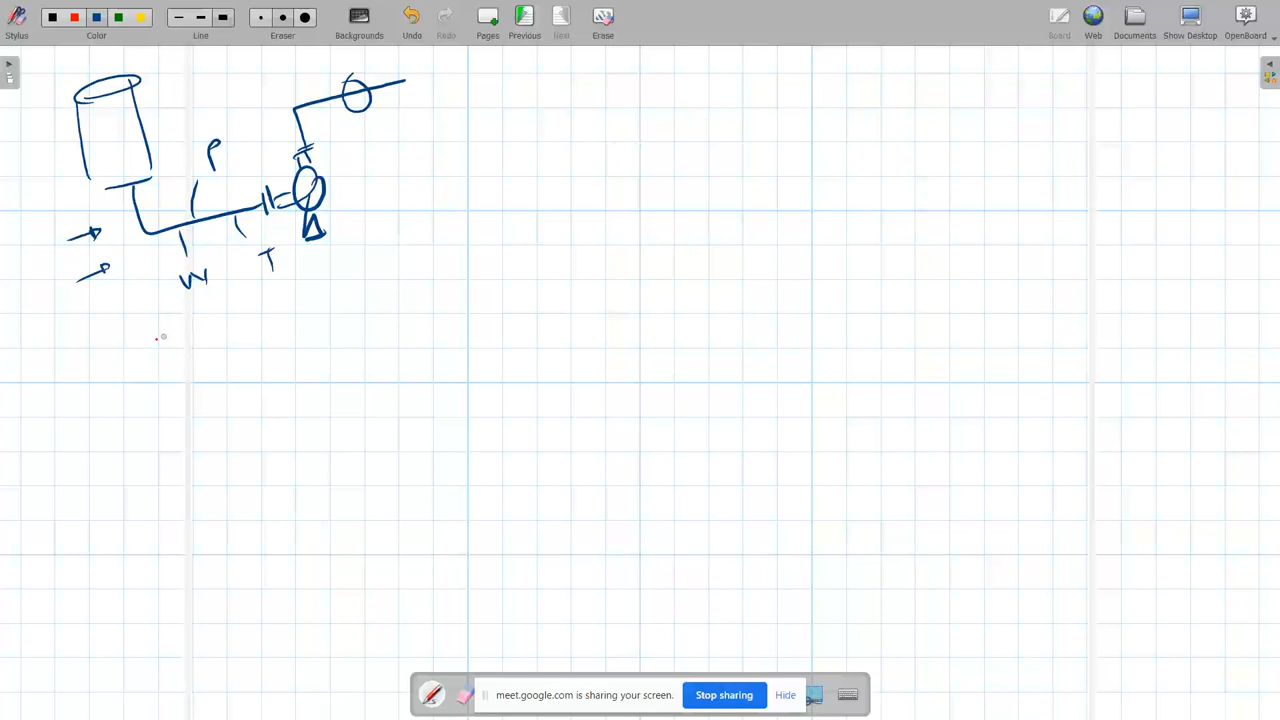 Stylus Color Line Eraser Backgrounds Undo Redo Pages Previous Next Erase Board Web Documents Show Desktop OpenBoard
P
W T
meet.google.com is sharing your screen. Stop sharing Hide